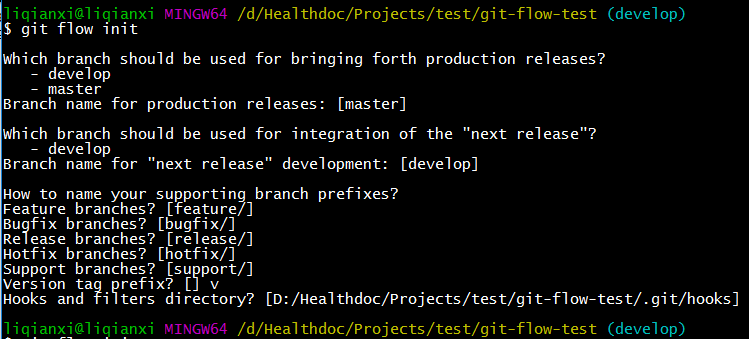 liqianxi@liqianxi MINGW64 /d/Healthdoc/Projects/test/git-flow-test (develop)
$ git flow init
Which branch should be used for bringing forth production releases?
   - develop
   - master
Branch name for production releases: [master]
Which branch should be used for integration of the "next release"?
   - develop
Branch name for "next release" development: [develop]
How to name your supporting branch prefixes?
Feature branches? [feature/]
Bugfix branches? [bugfix/]
Release branches? [release/]
Hotfix branches? [hotfix/]
Support branches? [support/]
Version tag prefix? [] v
Hooks and filters directory? [D:/Healthdoc/Projects/test/git-flow-test/.git/hooks]
liqianxi@liqianxi MINGW64 /d/Healthdoc/Projects/test/git-flow-test (develop)